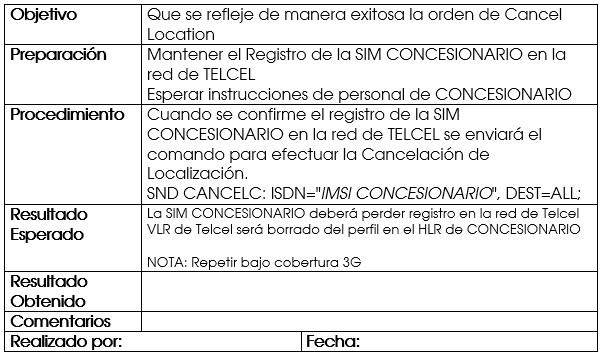 Objetivo Que se refleje de manera exitosa la orden de Cancel
Location
Preparación Mantener el Registro de la SIM CONCESIONARIO en la
red de TELCEL
Esperar instrucciones de personal de CONCESIONARIO
Procedimiento Cuando se confirme el registro de la SIM
CONCESIONARIO en la red de TELCEL se enviará el
comando para efectuar la Cancelación de
Localización.
SND CANCELC: ISDN="IMSI CONCESIONARIO", DEST=ALL;
Resultado La SIM CONCESIONARIO deberá perder registro en la red de Telcel
Esperado VLR de Telcel será borrado del perfil en el HLR de CONCESIONARIO
NOTA: Repetir bajo cobertura 3G
Resultado
Obtenido
Comentarios
Realizado por: Fecha: